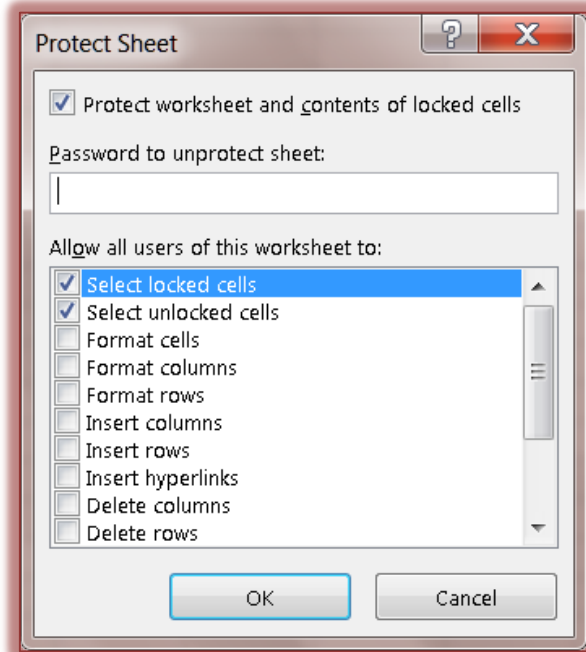 Protect Sheet
Protect worksheet and contents of locked cells
Password to unprotect sheet:
Allow all users of this worksheet to:
Select locked cells
Select unlocked cells
Format cells
Format columns
Format rows
Insert columns
Insert rows
Insert hyperlinks
Delete columns
Delete rows
OK Cancel